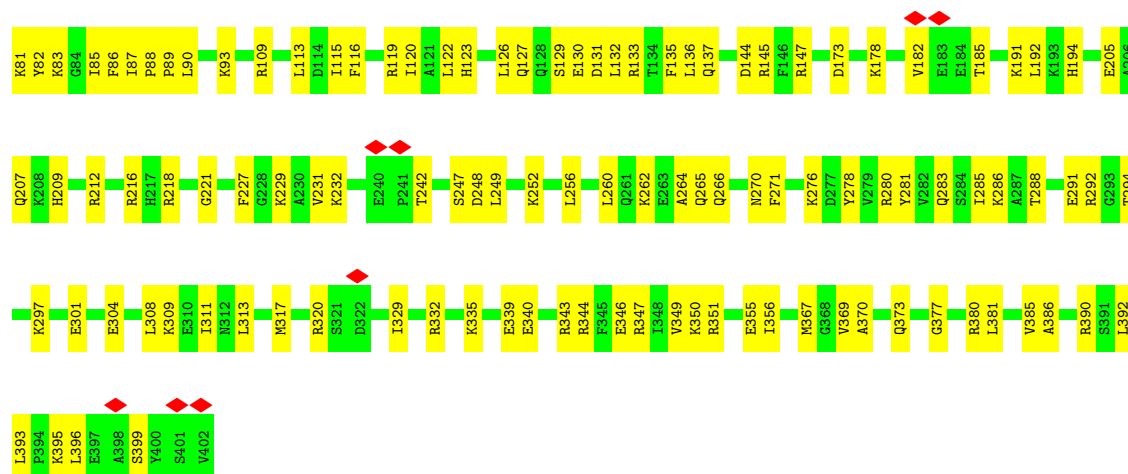 K81 Y82 K83 G84 I85 F86 I87 P88 P89 L90 K93 R109 L113 D114 I115 F116 R119 I120 A121 L122 H123 L126 Q127 Q128 S129 E130 D131 L132 R133 T134 F135 L136 Q137 D144 R145 F146 R147 D173 K178 V182 E183 E184 T185 K191 L192 K193 H194 E205 A206
Q207 K208 H209 R212 R216 H217 R218 G221 F227 G228 K229 A230 V231 K232 E240 P241 T242 S247 D248 L249 K252 L256 L260 Q261 K262 E263 A264 Q265 Q266 N270 F271 K276 D277 Y278 V279 R280 Y281 V282 Q283 S284 I285 K286 A287 T288 E291 R292 G293 T294
K297 E301 E304 L308 K309 E310 I311 N312 L313 M317 R320 S321 D322 I329 R332 K335 E339 E340 R343 R344 F345 E346 R347 I348 V349 K350 R351 E355 I356 M367 G368 V369 A370 Q373 G377 R380 L381 V385 A386 R390 S391 L392
L393 P394 K395 L396 E397 A398 S399 Y400 S401 V402